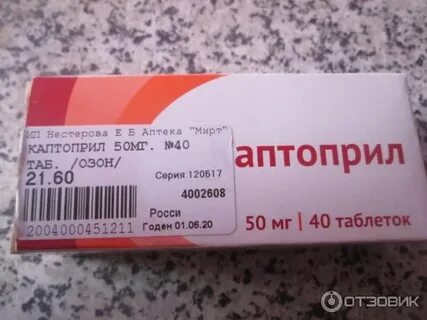 ИП Нестерова Е Б Аптека "Мирт"
КАПТОПРИЛ 50МГ. №40
ТАБ. /ОЗОН/
21.60
Серия:120617
4002608
Росси
2004000451211
Годен 01.06.20
аптоприл
50 мг | 40 таблеток
ОТЗОВИК